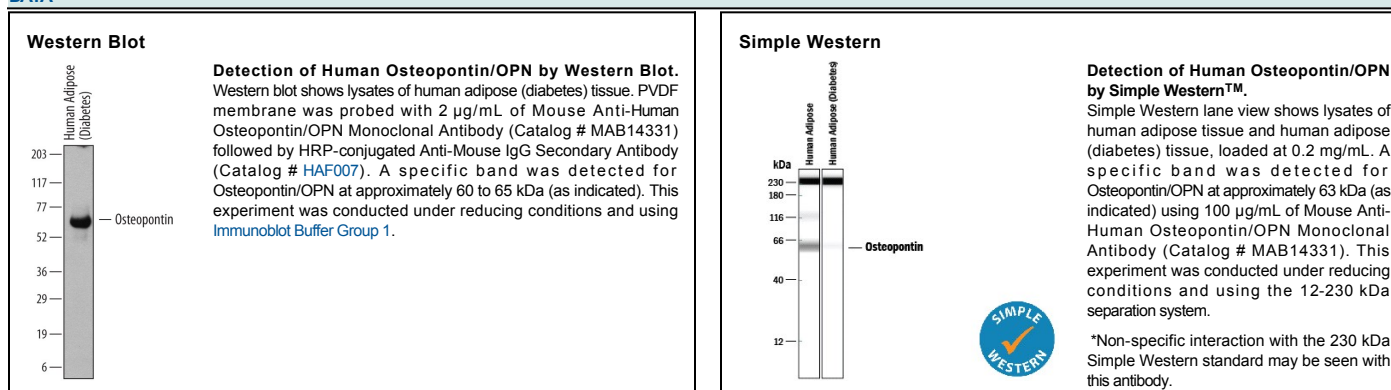 DATA
Western Blot
Human Adipose
(Diabetes)
203
117
77
52
36
29
19
6
Osteopontin
Detection of Human Osteopontin/OPN by Western Blot.
Western blot shows lysates of human adipose (diabetes) tissue. PVDF
membrane was probed with 2 µg/mL of Mouse Anti-Human
Osteopontin/OPN Monoclonal Antibody (Catalog # MAB14331)
followed by HRP-conjugated Anti-Mouse IgG Secondary Antibody
(Catalog # HAF007). A specific band was detected for
Osteopontin/OPN at approximately 60 to 65 kDa (as indicated). This
experiment was conducted under reducing conditions and using
Immunoblot Buffer Group 1.
Simple Western
Human Adipose
Human Adipose (Diabetes)
kDa
230
180
116
66
40
12
Osteopontin
SIMPLE
WESTERN
Detection of Human Osteopontin/OPN
by Simple Western™.
Simple Western lane view shows lysates of
human adipose tissue and human adipose
(diabetes) tissue, loaded at 0.2 mg/mL. A
specific band was detected for
Osteopontin/OPN at approximately 63 kDa (as
indicated) using 100 µg/mL of Mouse Anti-
Human Osteopontin/OPN Monoclonal
Antibody (Catalog # MAB14331). This
experiment was conducted under reducing
conditions and using the 12-230 kDa
separation system.
*Non-specific interaction with the 230 kDa
Simple Western standard may be seen with
this antibody.